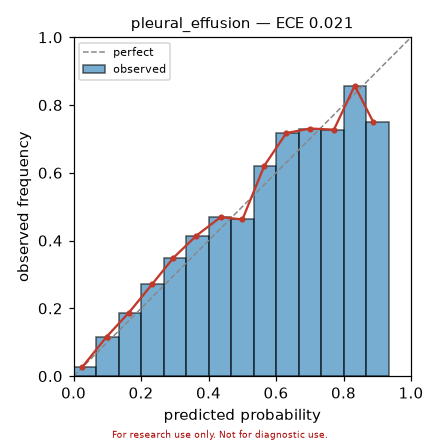 pleural_effusion — ECE 0.021
perfect
observed
observed frequency
1.0
0.8
0.6
0.4
0.2
0.0
0.0 0.2 0.4 0.6 0.8 1.0
predicted probability
For research use only. Not for diagnostic use.